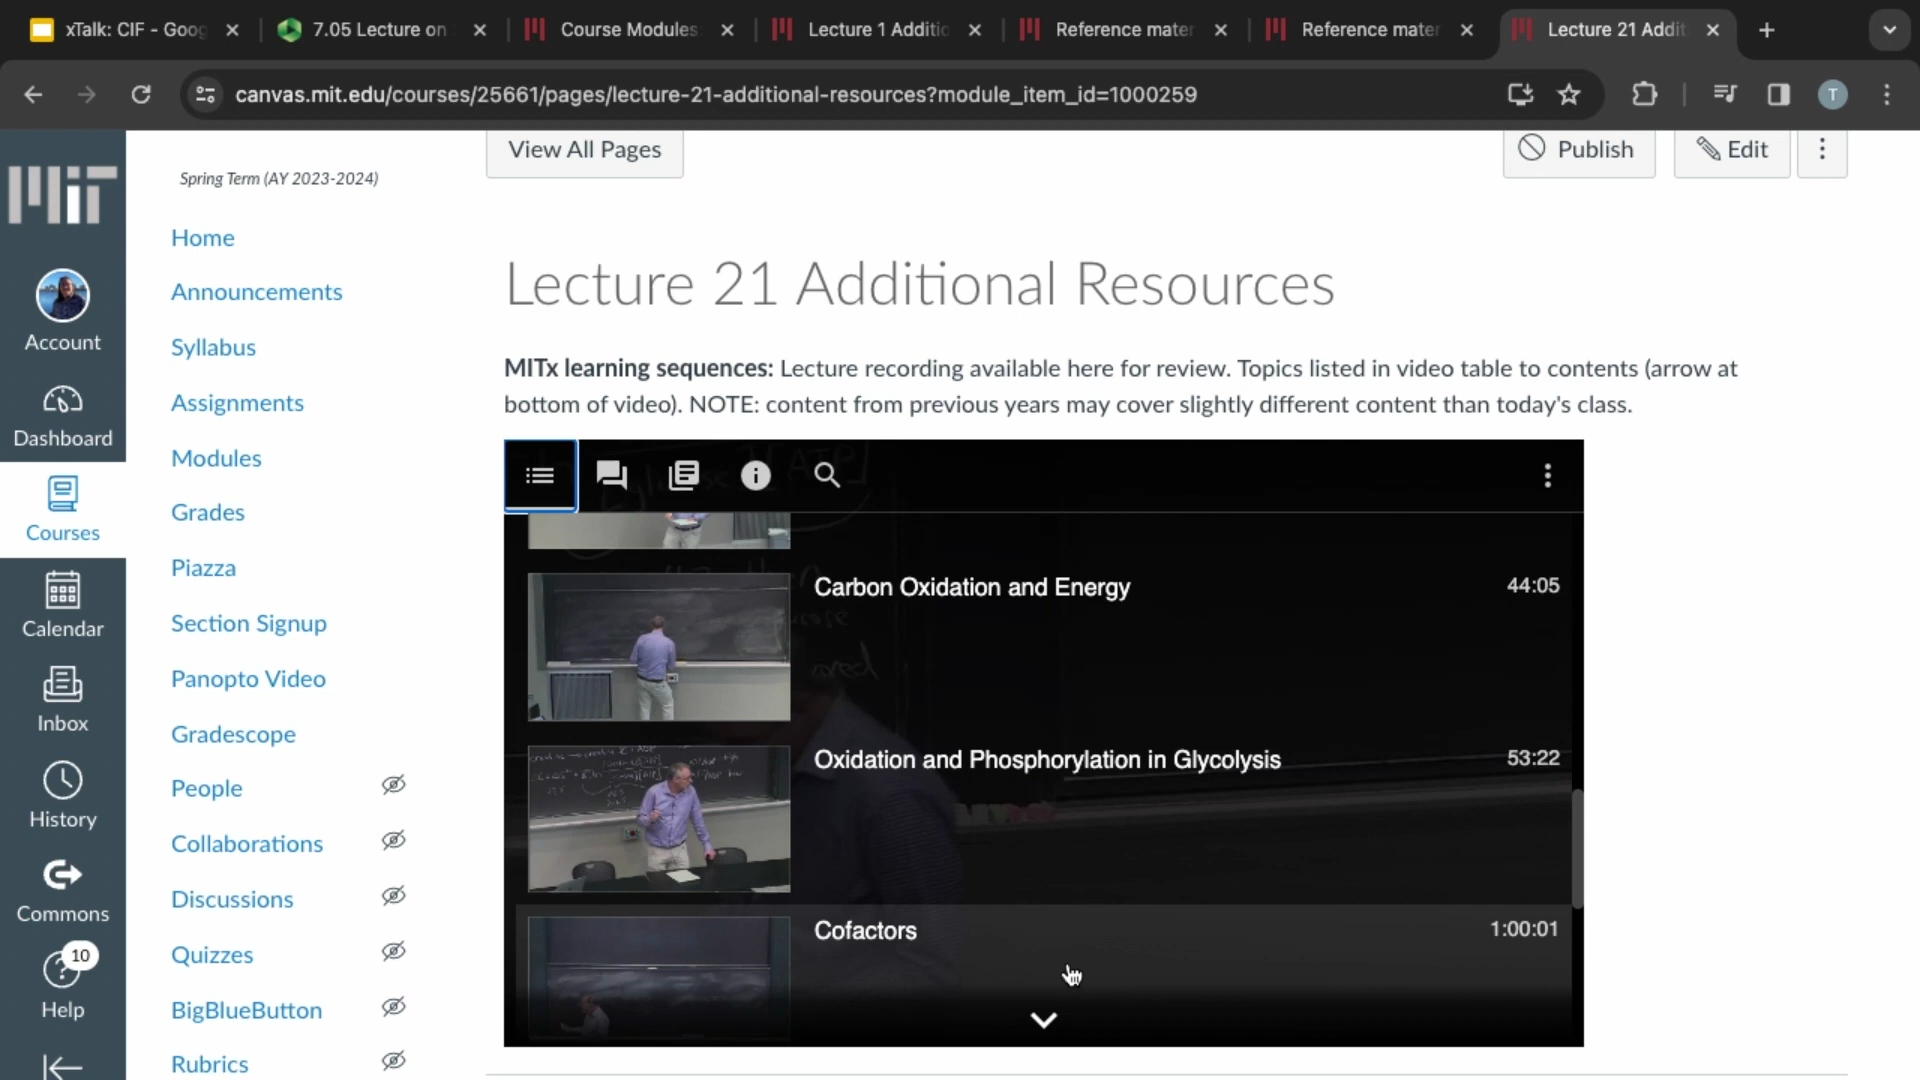 xTalk: CIF - Goog
7.05 Lecture on
Course Modules:
Lecture 1 Additio
Reference mater
Reference mater
Lecture 21 Addit
canvas.mit.edu/courses/25661/pages/lecture-21-additional-resources?module_item_id=1000259
T
MIT
Account
Dashboard
Courses
Calendar
Inbox
History
Commons
10
Help
Spring Term (AY 2023-2024)
Home
Announcements
Syllabus
Assignments
Modules
Grades
Piazza
Section Signup
Panopto Video
Gradescope
People
Collaborations
Discussions
Quizzes
BigBlueButton
Rubrics
View All Pages
Publish
Edit
Lecture 21 Additional Resources
MITx learning sequences: Lecture recording available here for review. Topics listed in video table to contents (arrow at
bottom of video). NOTE: content from previous years may cover slightly different content than today's class.
Carbon Oxidation and Energy
44:05
Oxidation and Phosphorylation in Glycolysis
53:22
Cofactors
1:00:01